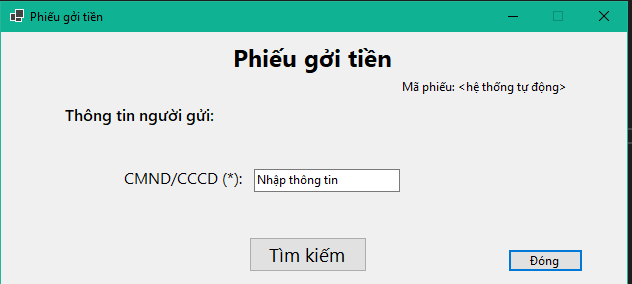 Phiếu gởi tiền
Phiếu gởi tiền
Mã phiếu: <hệ thống tự động>
Thông tin người gửi:
CMND/CCCD (*): Nhập thông tin
Tìm kiếm
Đóng